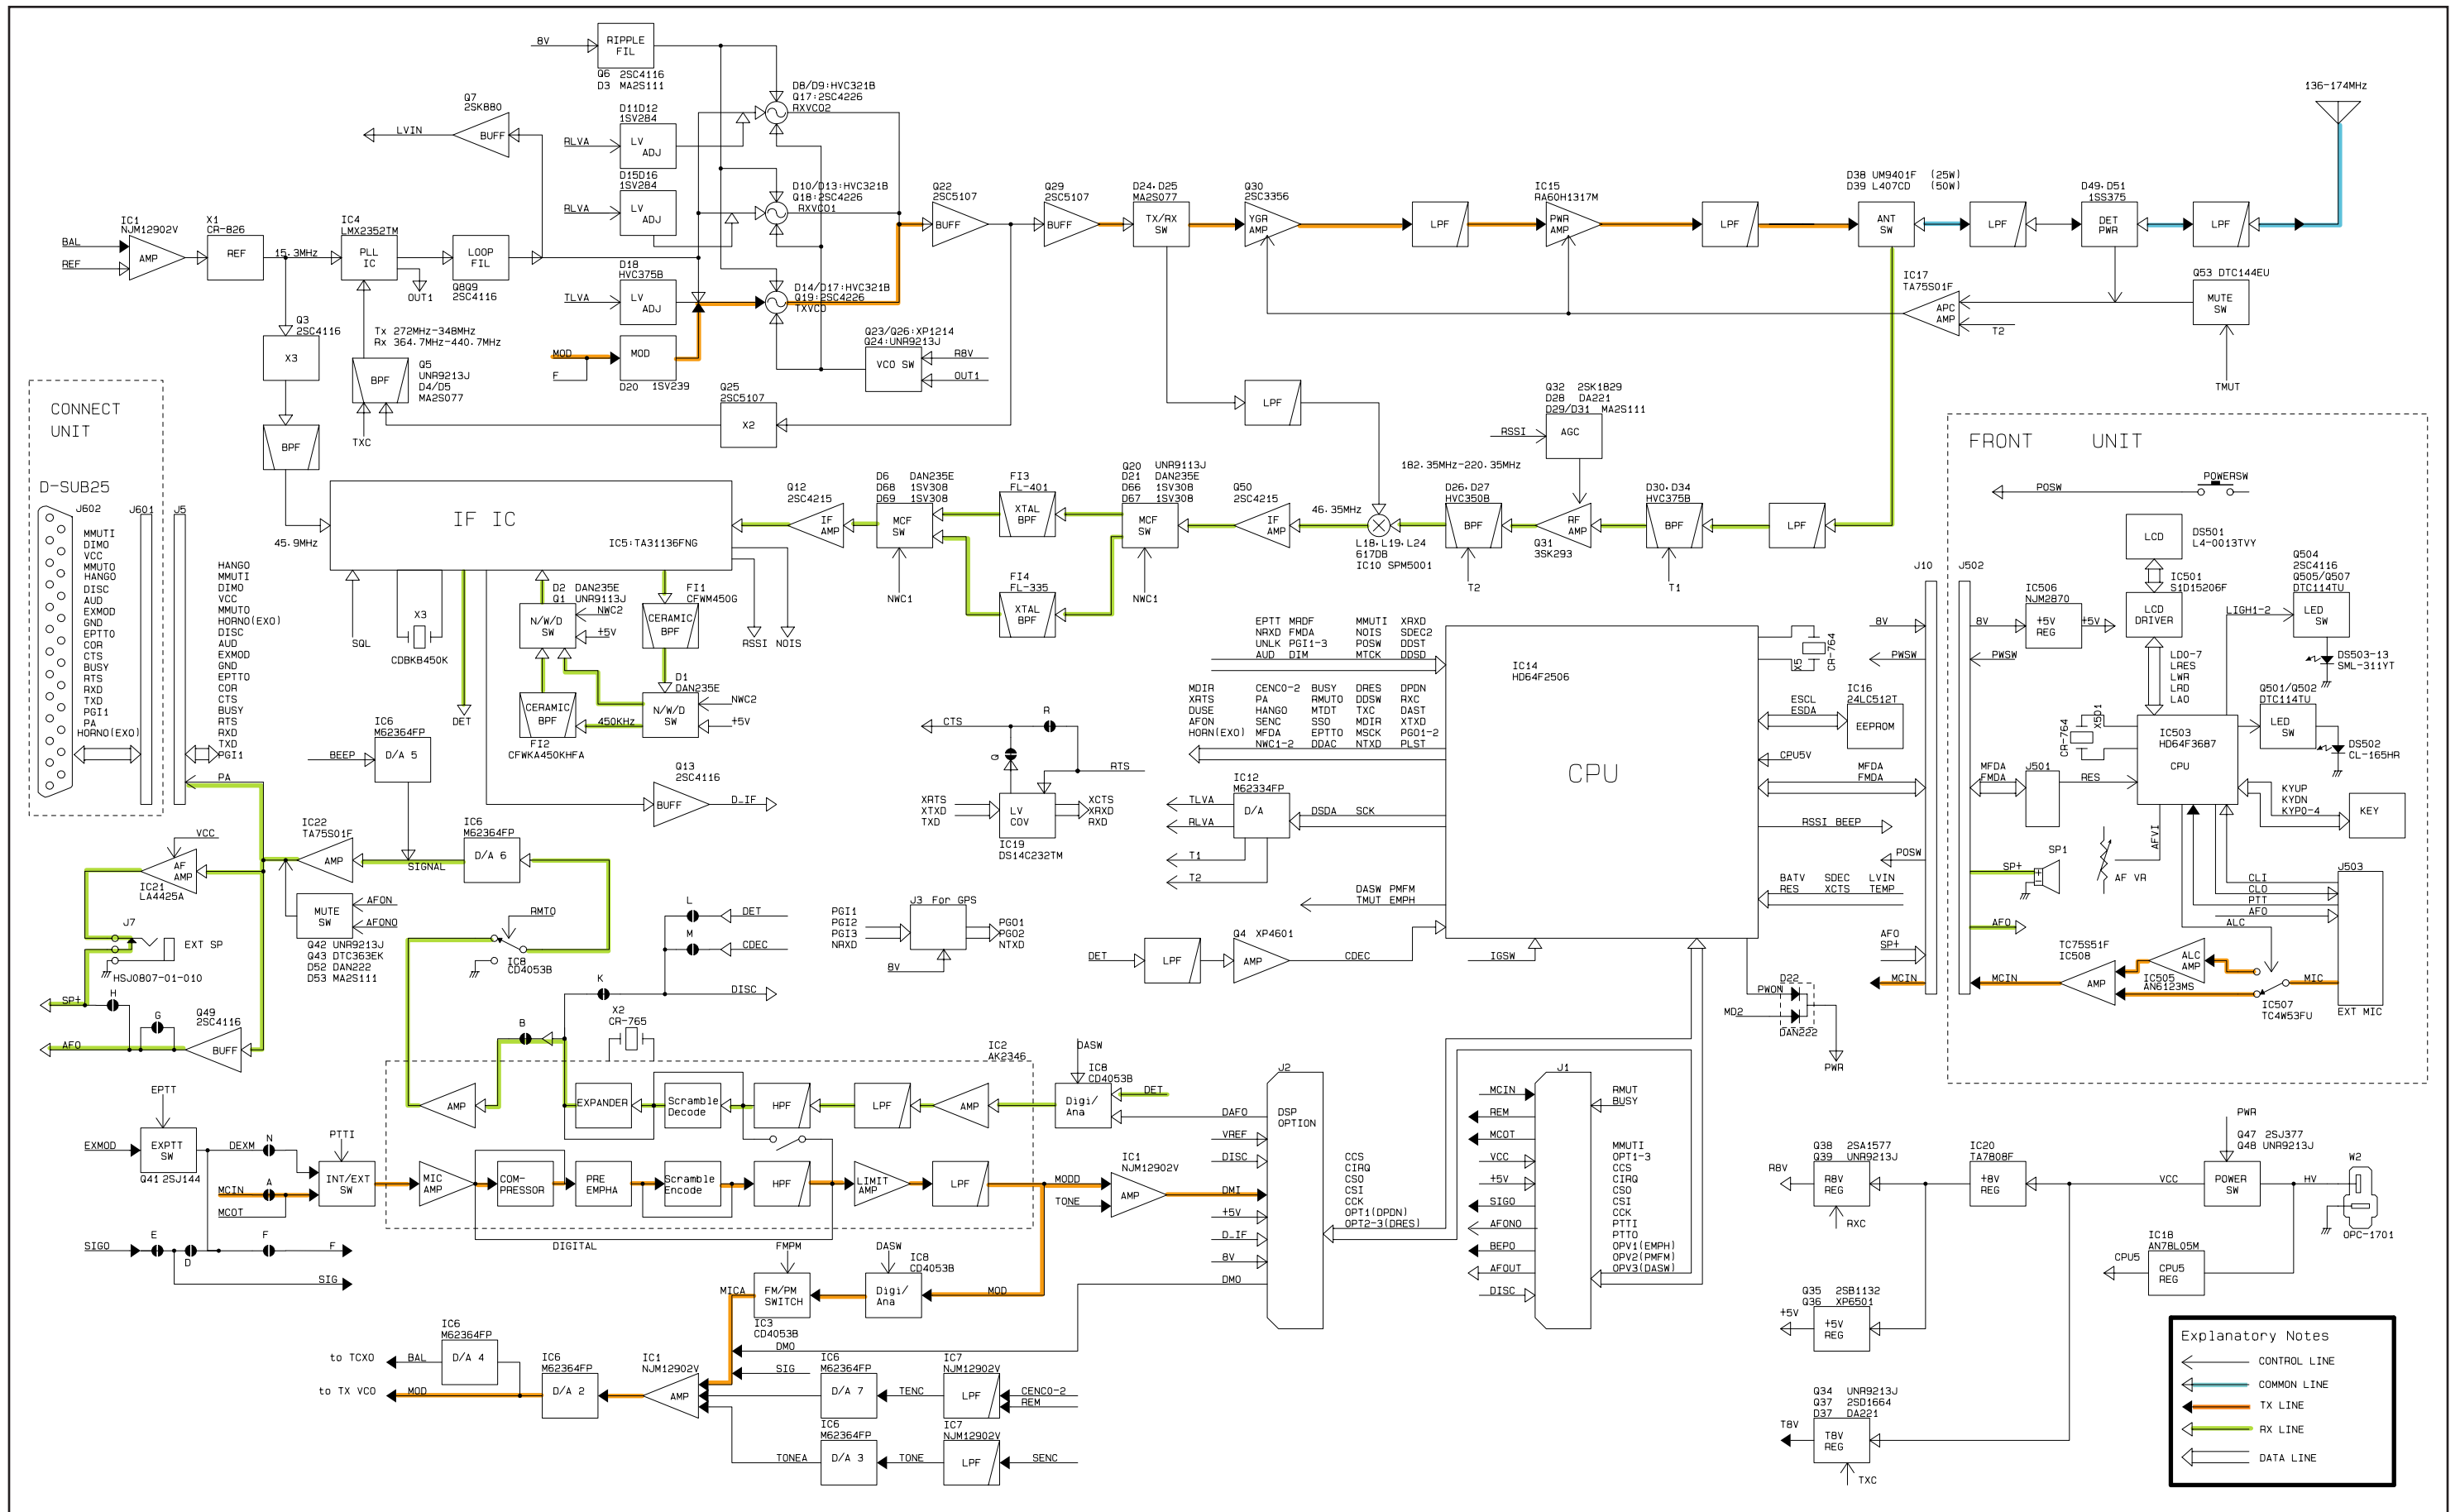 8V
RIPPLE
FIL
Q6 2SC4116
D3 MA2S111
Q7
2SK880
BUFF
LVIN
D11D12
1SV284
RLVA
LV
ADJ
D8/D9:HVC321B
Q17:2SC4226
RXVCO2
D15D16
1SV284
RLVA
LV
ADJ
D10/D13:HVC321B
Q18:2SC4226
RXVCO1
D18
HVC375B
TLVA
LV
ADJ
D14/D17:HVC321B
Q19:2SC4226
TXVCO
MOD
F
MOD
D20 1SV239
Q23/Q26:XP1214
Q24:UNR9213J
VCO SW
R8V
OUT1
IC1
NJM12902V
BAL
REF
AMP
X1
CR-826
REF
15.3MHz
IC4
LMX2352TM
PLL
IC
OUT1
LOOP
FIL
Q8Q9
2SC4116
Q3
2SC4116
X3
BPF
Tx 272MHz-348MHz
Rx 364.7MHz-440.7MHz
BPF
Q5
UNR9213J
D4/D5
MA2S077
TXC
Q25
2SC5107
X2
Q22
2SC5107
BUFF
Q29
2SC5107
BUFF
D24,D25
MA2S077
TX/RX
SW
Q30
2SC3356
YGR
AMP
LPF
IC15
RA60H1317M
PWR
AMP
LPF
D38 UM9401F (25W)
D39 L407CD (50W)
ANT
SW
LPF
D49,D51
1SS375
DET
PWR
LPF
136-174MHz
IC17
TA75S01F
APC
AMP
T2
Q53 DTC144EU
MUTE
SW
TMUT
LPF
Q32 2SK1829
D28 DA221
D29/D31 MA2S111
RSSI
AGC
CONNECT
UNIT
D-SUB25
J602
J601
J5
MMUTI
DIMO
VCC
MMUTO
HANGO
DISC
AUD
EXMOD
GND
EPTTO
COR
CTS
BUSY
RTS
RXD
TXD
PGI1
PA
HORNO(EXO)
HANGO
MMUTI
DIMO
VCC
MMUTO
HORNO(EXO)
DISC
AUD
EXMOD
GND
EPTTO
COR
CTS
BUSY
RTS
RXD
TXD
PGI1
PA
45.9MHz
IF IC
IC5:TA31136FNG
SQL
X3
CDBKB450K
DET
Q12
2SC4215
IF
AMP
D6 DAN235E
D68 1SV308
D69 1SV308
MCF
SW
NWC1
FI3
FL-401
XTAL
BPF
FI4
FL-335
XTAL
BPF
Q20 UNR9113J
D21 DAN235E
D66 1SV308
D67 1SV308
MCF
SW
NWC1
Q50
2SC4215
IF
AMP
46.35MHz
L18,L19,L24
617DB
IC10 SPM5001
182.35MHz-220.35MHz
D26,D27
HVC350B
BPF
T2
RF
AMP
Q31
3SK293
D30,D34
HVC375B
BPF
T1
LPF
D2 DAN235E
Q1 UNR9113J
N/W/D
SW
NWC2
+5V
FI1
CFWM450G
CERAMIC
BPF
RSSI NOIS
CERAMIC
BPF
450KHz
FI2
CFWKA450KHFA
D1
DAN235E
N/W/D
SW
NWC2
+5V
Q13
2SC4116
BUFF
D_IF
BEEP
IC6
M62364FP
D/A 5
IC22
TA75S01F
AMP
SIGNAL
IC6
M62364FP
D/A 6
VCC
AF
AMP
IC21
LA4425A
MUTE
SW
AFON
AFONO
Q42 UNR9213J
Q43 DTC363EK
D52 DAN222
D53 MA2S111
J7
EXT SP
HSJ0807-01-010
SP+
H
G
AFO
Q49
2SC4116
BUFF
RMTO
IC8
CD4053B
L
DET
M
CDEC
K
DISC
B
X2
CR-765
CTS
R
Q
RTS
XRTS
XTXD
TXD
LV
COV
XCTS
XRXD
RXD
IC19
DS14C232TM
PGI1
PGI2
PGI3
NRXD
J3 For GPS
8V
PGO1
PGO2
NTXD
EPTT MRDF MMUTI XRXD
NRXD FMDA NOIS SDEC2
UNLK PGI1-3 POSW DDST
AUD DIM MTCK DDSD
MDIR CENCO-2 BUSY DRES DPDN
XRTS PA RMUTO DDSW RXC
DUSE HANGO MTDT TXC DAST
AFON SENC SSO MDIR XTXD
HORN(EXO) MFDA EPTTO MSCK PGO1-2
NWC1-2 DDAC NTXD PLST
IC12
M62334FP
D/A
TLVA
RLVA
T1
T2
DSDA SCK
DASW PMFM
TMUT EMPH
DET
LPF
Q4 XP4601
AMP
CDEC
IC14
HD64F2506
CPU
IGSW
X5
CR-764
ESCL
ESDA
IC16
24LC512T
EEPROM
CPU5V
MFDA
FMDA
RSSI BEEP
POSW
BATV SDEC LVIN
RES XCTS TEMP
PWON
D22
MD2
DAN222
PWR
J10
8V
PWSW
AFO
SP+
MCIN
FRONT UNIT
POSW
POWERSW
LCD
DS501
L4-0013TVY
J502
8V
IC506
NJM2870
+5V
REG
+5V
PWSW
IC501
S1D15206F
LCD
DRIVER
LIGH1-2
Q504
2SC4116
Q505/Q507
DTC114TU
LED
SW
DS503-13
SML-311YT
LDO-7
LRES
LWR
LRD
LAO
Q501/Q502
DTC114TU
LED
SW
DS502
CL-165HR
CR-764
X501
IC503
HD64F3687
CPU
MFDA
FMDA
J501
RES
KYUP
KYDN
KYPO-4
KEY
AFVI
SP+
SP1
AF VR
AFO
CLI
CLO
PTT
AFO
ALC
J503
MCIN
TC75S51F
IC508
AMP
ALC
AMP
IC505
AN6123MS
IC507
TC4W53FU
MIC
EXT MIC
IC2
AK2346
AMP
EXPANDER
Scramble
Decode
HPF
LPF
AMP
DASW
IC8
CD4053B
Digi/
Ana
DET
EPTT
EXMOD
EXPTT
SW
Q41 2SJ144
DEXM
N
PTTI
MCIN
A
MCOT
INT/EXT
SW
MIC
AMP
COM-
PRESSOR
PRE
EMPHA
Scramble
Encode
HPF
LIMIT
AMP
LPF
MODD
TONE
IC1
NJM12902V
AMP
SIGO
E
D
F
F
SIG
DIGITAL
FMPM
MICA
FM/PM
SWITCH
IC3
CD4053B
DASW
IC8
CD4053B
Digi/
Ana
MOD
DMO
SIG
to TCXO
BAL
IC6
M62364FP
D/A 4
to TX VCO
MOD
IC6
M62364FP
D/A 2
IC1
NJM12902V
AMP
IC6
M62364FP
D/A 7
TENC
IC7
NJM12902V
LPF
CENCO-2
REM
TONEA
IC6
M62364FP
D/A 3
TONE
IC7
NJM12902V
LPF
SENC
J2
DSP
OPTION
DAFO
VREF
DISC
DMI
+5V
D_IF
8V
DMO
CCS
CIRQ
CSO
CSI
CCK
OPT1(DPDN)
OPT2-3(DRES)
J1
MCIN
REM
MCOT
VCC
+5V
SIGO
AFONO
BEPO
AFOUT
DISC
RMUT
BUSY
MMUTI
OPT1-3
CCS
CIRQ
CSO
CSI
CCK
PTTI
PTTO
OPV1(EMPH)
OPV2(PMFM)
OPV3(DASW)
R8V
Q38 2SA1577
Q39 UNR9213J
R8V
REG
RXC
IC20
TA7808F
+8V
REG
VCC
PWR
Q47 2SJ377
Q48 UNR9213J
POWER
SW
HV
W2
OPC-1701
CPU5
IC18
AN78L05M
CPU5
REG
Q35 2SB1132
Q36 XP6501
+5V
+5V
REG
Q34 UNR9213J
Q37 2SD1664
D37 DA221
T8V
T8V
REG
TXC
Explanatory Notes
CONTROL LINE
COMMON LINE
TX LINE
RX LINE
DATA LINE